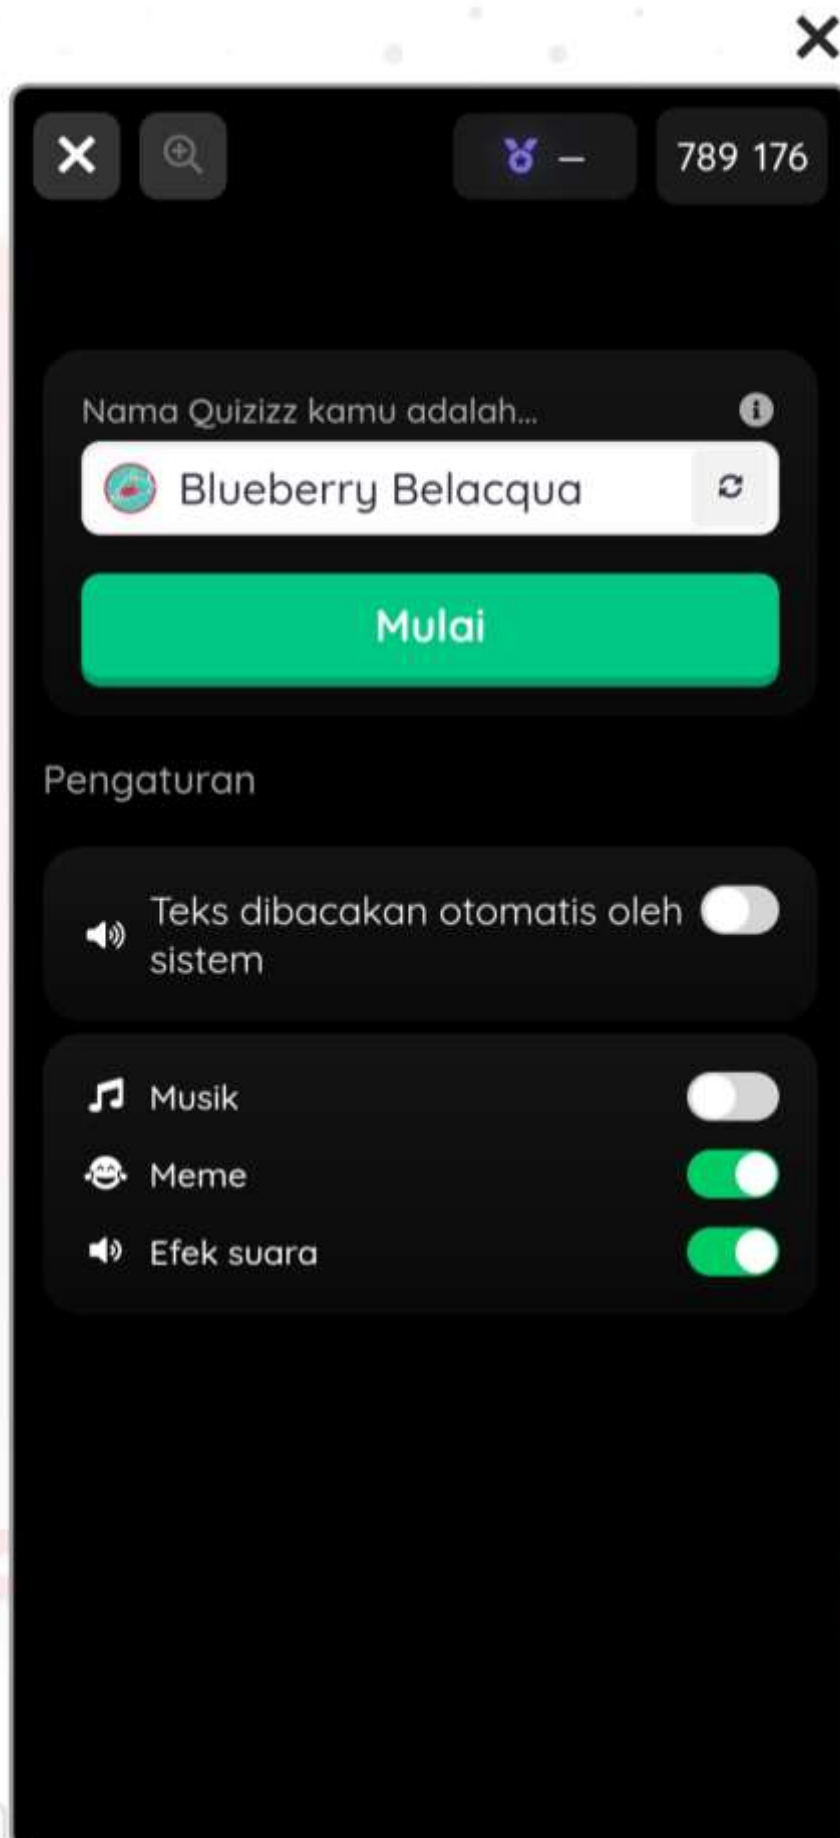 — 789 176
Nama Quizizz kamu adalah...
Blueberry Belacqua
Mulai
Pengaturan
Teks dibacakan otomatis oleh
sistem
Musik
Meme
Efek suara